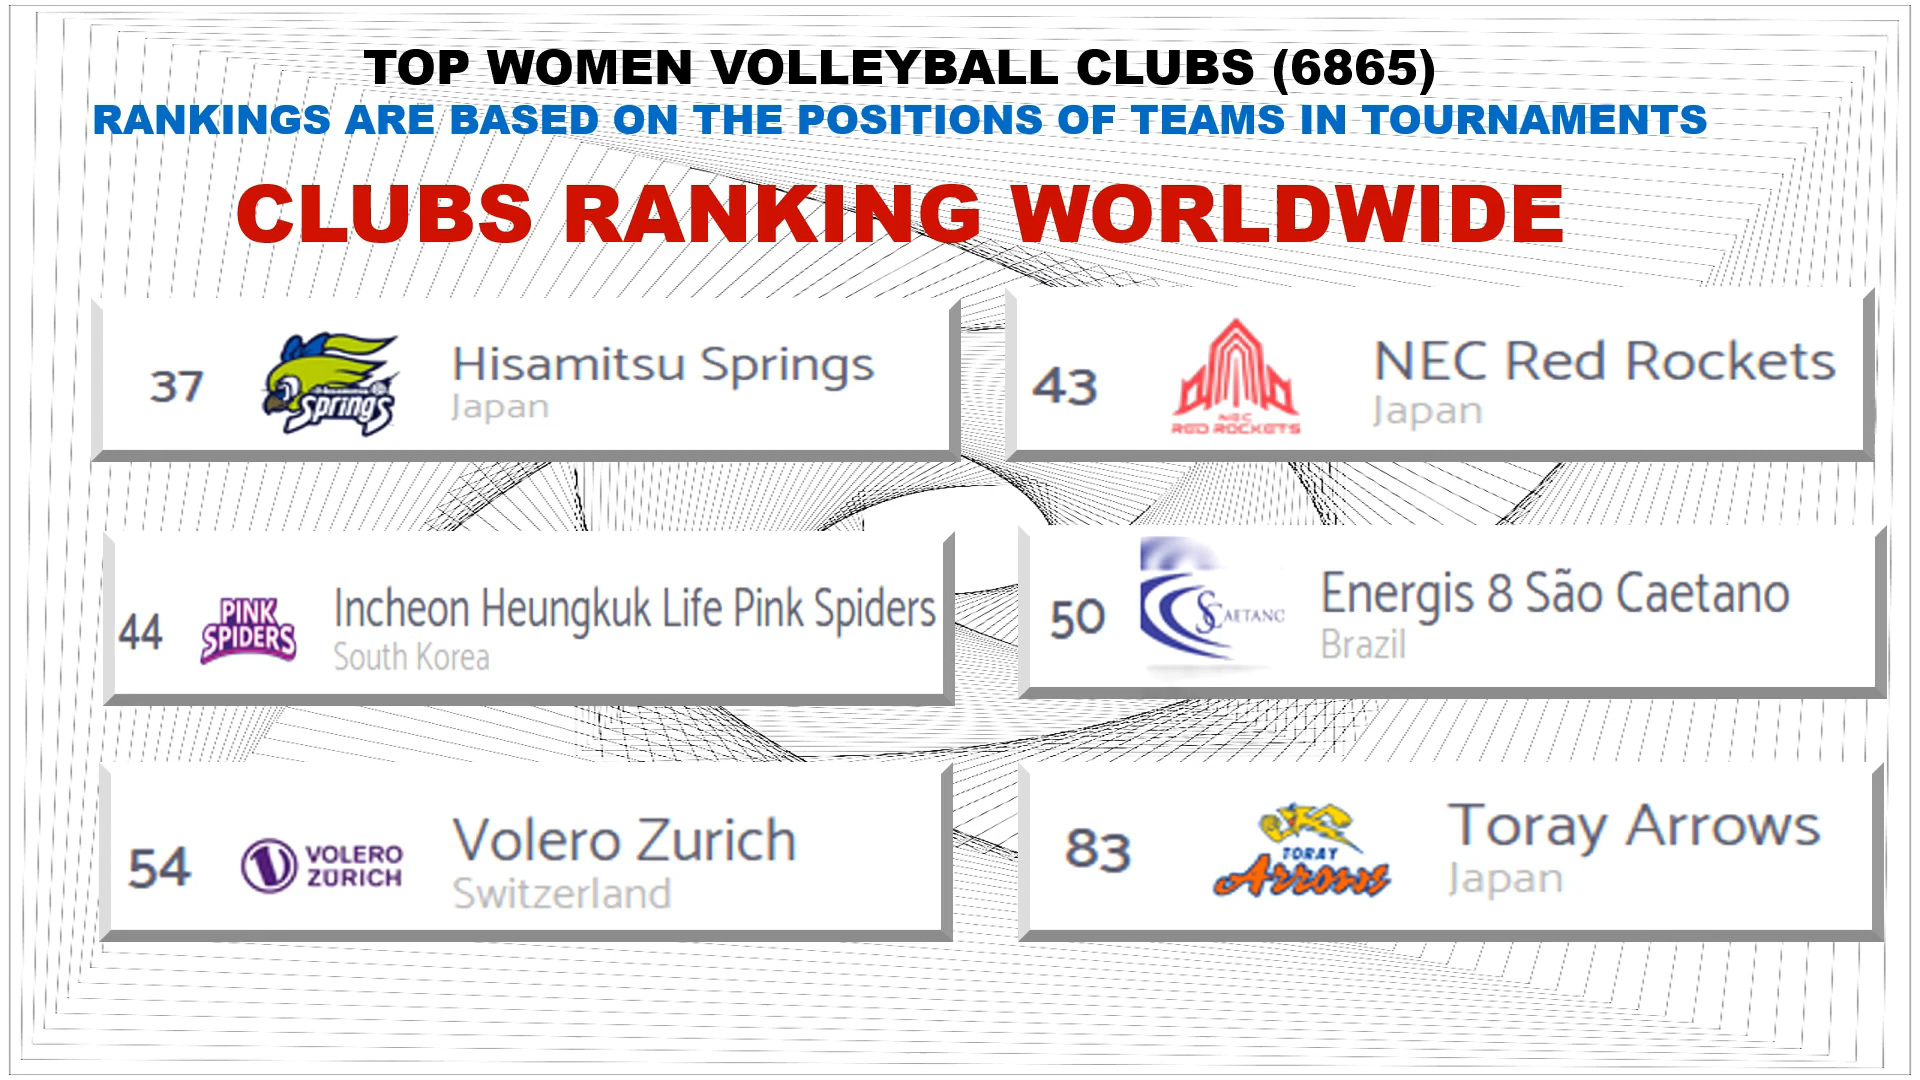 TOP WOMEN VOLLEYBALL CLUBS (6865)
RANKINGS ARE BASED ON THE POSITIONS OF TEAMS IN TOURNAMENTS
CLUBS RANKING WORLDWIDE
37
Springs
Hisamitsu Springs
Japan
43
NEC
RED ROCKETS
NEC Red Rockets
Japan
44
PINK
SPIDERS
Incheon Heungkuk Life Pink Spiders
South Korea
50
S CAETANO
Energis 8 São Caetano
Brazil
54
VOLERO
ZÜRICH
Volero Zurich
Switzerland
83
TORAY
Arrows
Toray Arrows
Japan